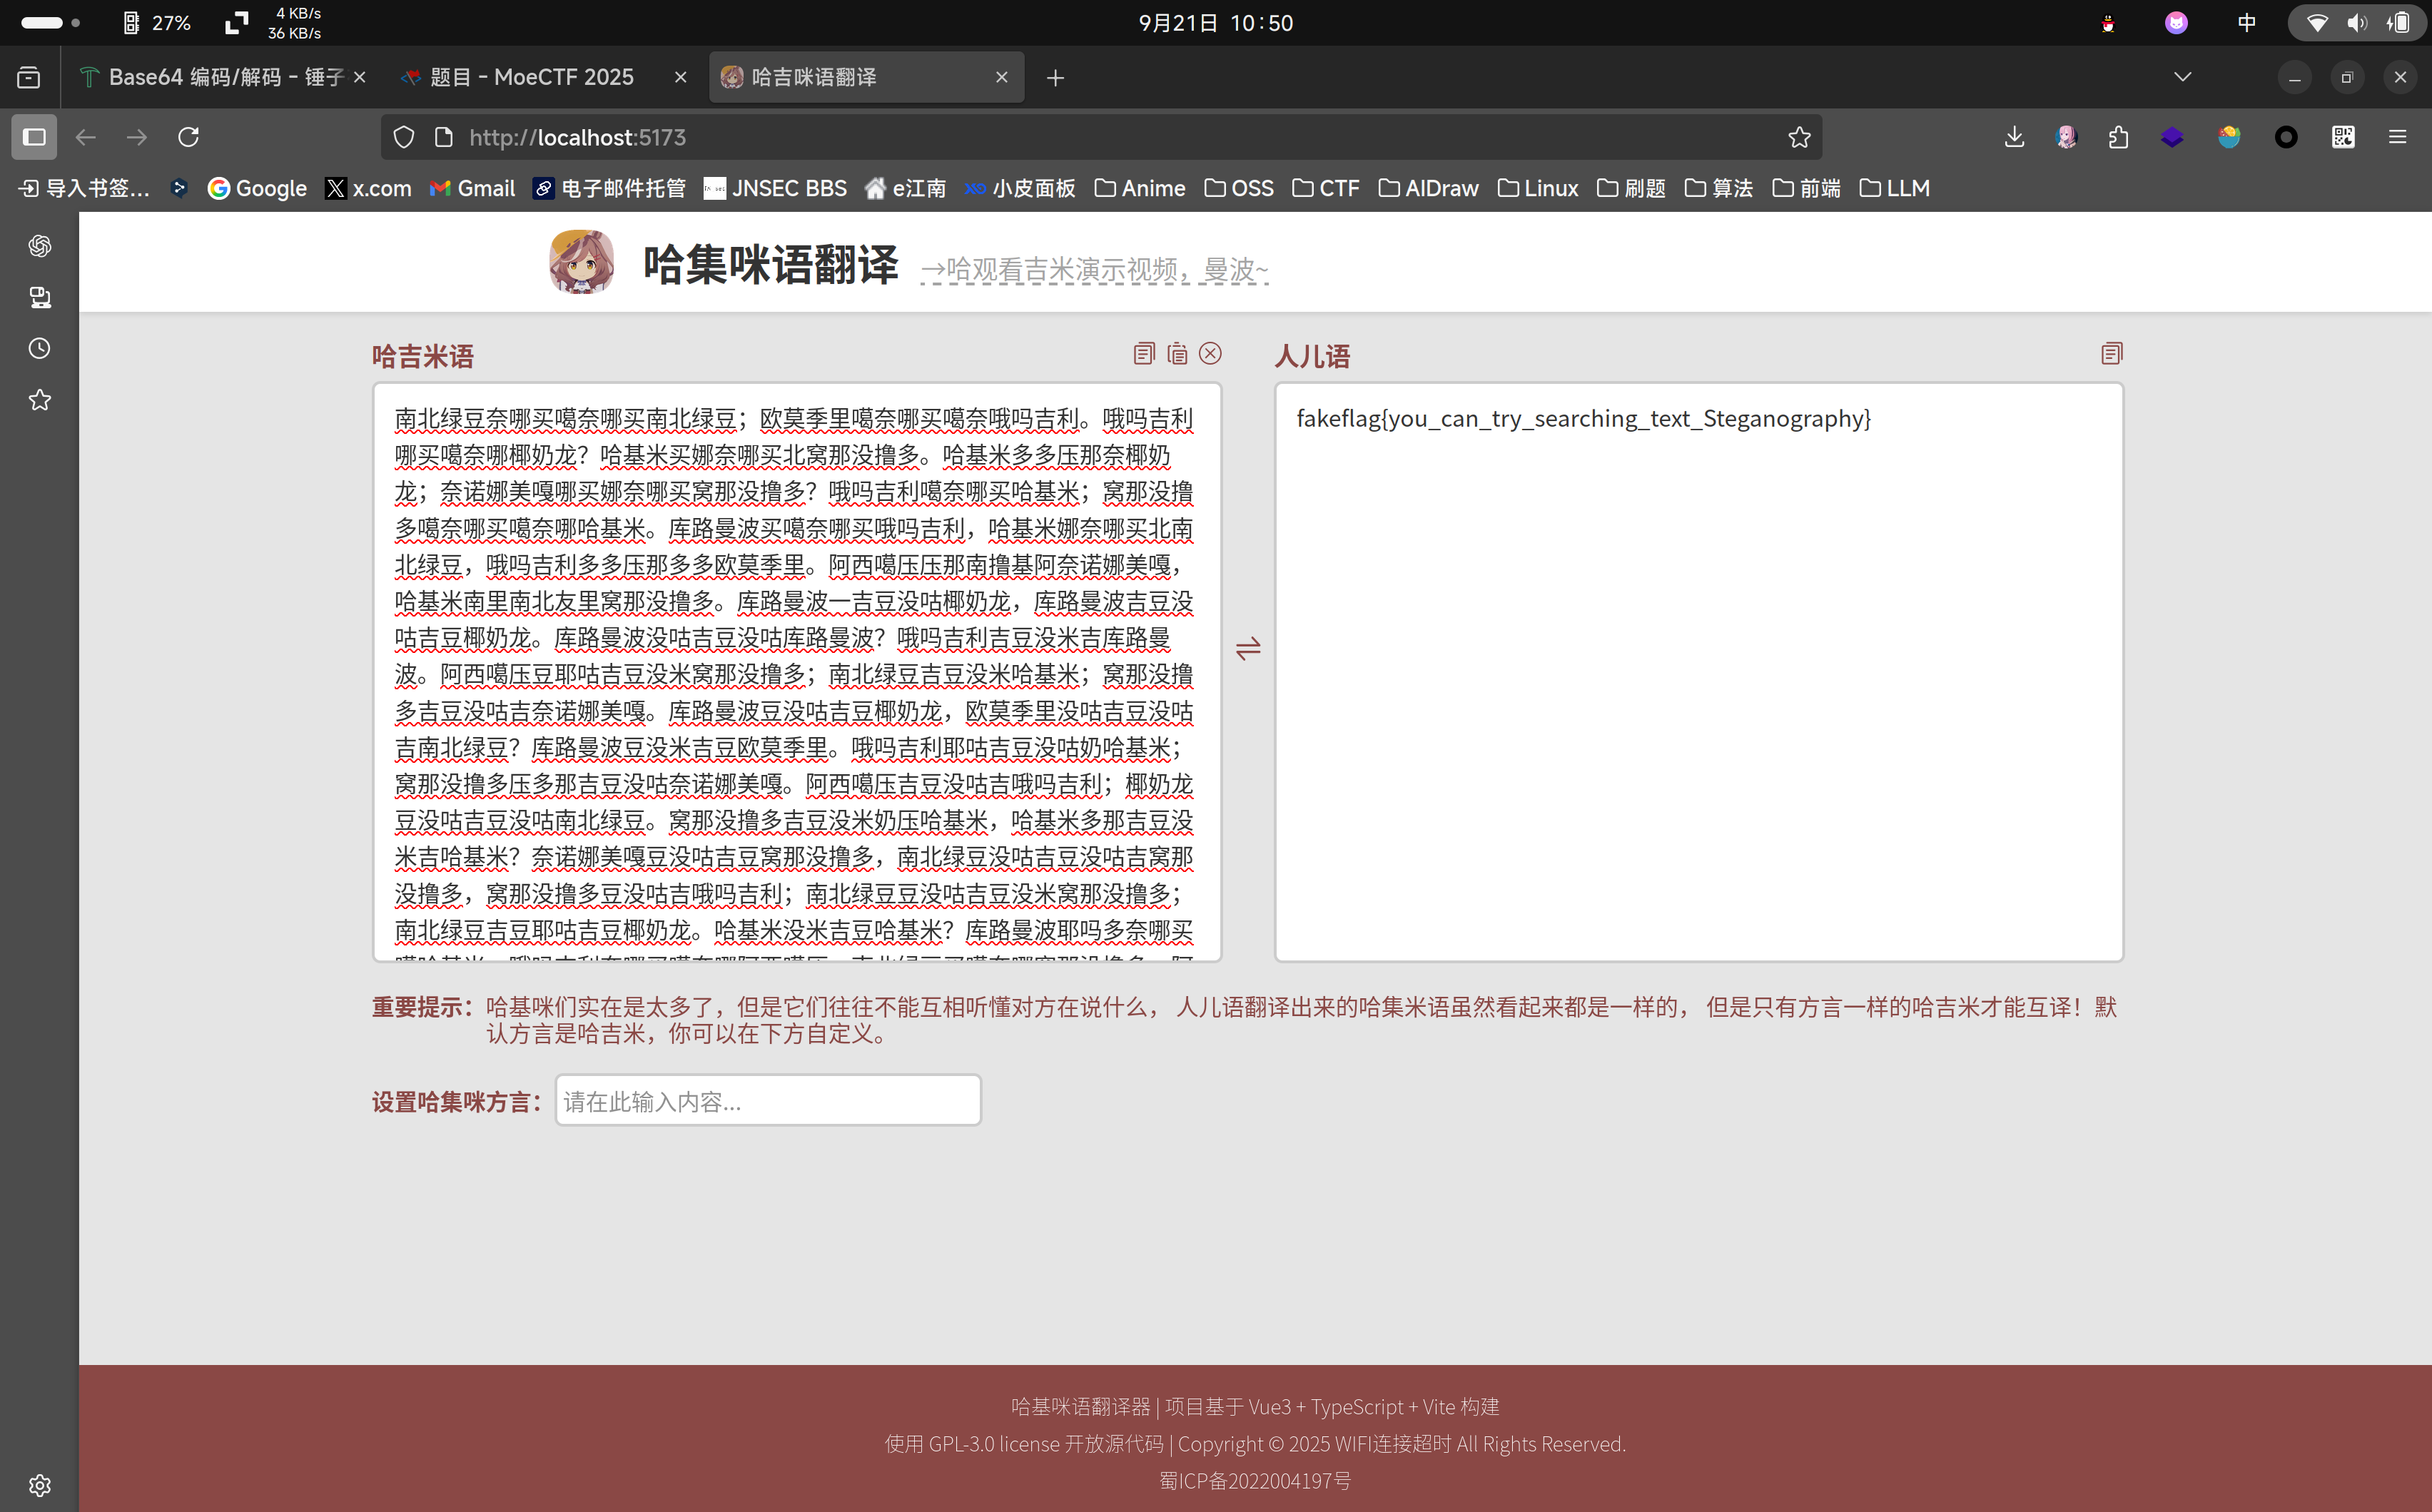 27%
4 KB/s
36 KB/s
9月21日 10:50
中
Base64 编码/解码 - 锤子
题目 - MoeCTF 2025
哈吉咪语翻译
http://localhost:5173
导入书签…
Google
x.com
Gmail
电子邮件托管
JNSEC BBS
e江南
小皮面板
Anime
OSS
CTF
AIDraw
Linux
刷题
算法
前端
LLM
哈集咪语翻译
→哈观看吉米演示视频，曼波~
哈吉米语
南北绿豆奈哪买噶奈哪买南北绿豆；欧莫季里噶奈哪买噶奈哦吗吉利。哦吗吉利
哪买噶奈哪椰奶龙？哈基米买娜奈哪买北窝那没撸多。哈基米多多压那奈椰奶
龙；奈诺娜美嘎哪买娜奈哪买窝那没撸多？哦吗吉利噶奈哪买哈基米；窝那没撸
多噶奈哪买噶奈哪哈基米。库路曼波买噶奈哪买哦吗吉利，哈基米娜奈哪买北南
北绿豆，哦吗吉利多多压那多多欧莫季里。阿西噶压压那南撸基阿奈诺娜美嘎，
哈基米南里南北友里窝那没撸多。库路曼波一吉豆没咕椰奶龙，库路曼波吉豆没
咕吉豆椰奶龙。库路曼波没咕吉豆没咕库路曼波？哦吗吉利吉豆没米吉库路曼
波。阿西噶压豆耶咕吉豆没米窝那没撸多；南北绿豆吉豆没米哈基米；窝那没撸
多吉豆没咕吉奈诺娜美嘎。库路曼波豆没咕吉豆椰奶龙，欧莫季里没咕吉豆没咕
吉南北绿豆？库路曼波豆没米吉豆欧莫季里。哦吗吉利耶咕吉豆没咕奶哈基米；
窝那没撸多压多那吉豆没咕奈诺娜美嘎。阿西噶压吉豆没咕吉哦吗吉利；椰奶龙
豆没咕吉豆没咕南北绿豆。窝那没撸多吉豆没米奶压哈基米，哈基米多那吉豆没
米吉哈基米？奈诺娜美嘎豆没咕吉豆窝那没撸多，南北绿豆没咕吉豆没咕吉窝那
没撸多，窝那没撸多豆没咕吉哦吗吉利；南北绿豆豆没咕吉豆没米窝那没撸多；
南北绿豆吉豆耶咕吉豆椰奶龙。哈基米没米吉豆哈基米？库路曼波耶吗多奈哪买
人儿语
fakeflag{you_can_try_searching_text_Steganography}
重要提示：哈基咪们实在是太多了，但是它们往往不能互相听懂对方在说什么， 人儿语翻译出来的哈集米语虽然看起来都是一样的， 但是只有方言一样的哈吉米才能互译！默
认方言是哈吉米，你可以在下方自定义。
设置哈集咪方言：
请在此输入内容...
哈基咪语翻译器 | 项目基于 Vue3 + TypeScript + Vite 构建
使用 GPL-3.0 license 开放源代码 | Copyright © 2025 WIFI连接超时 All Rights Reserved.
蜀ICP备2022004197号